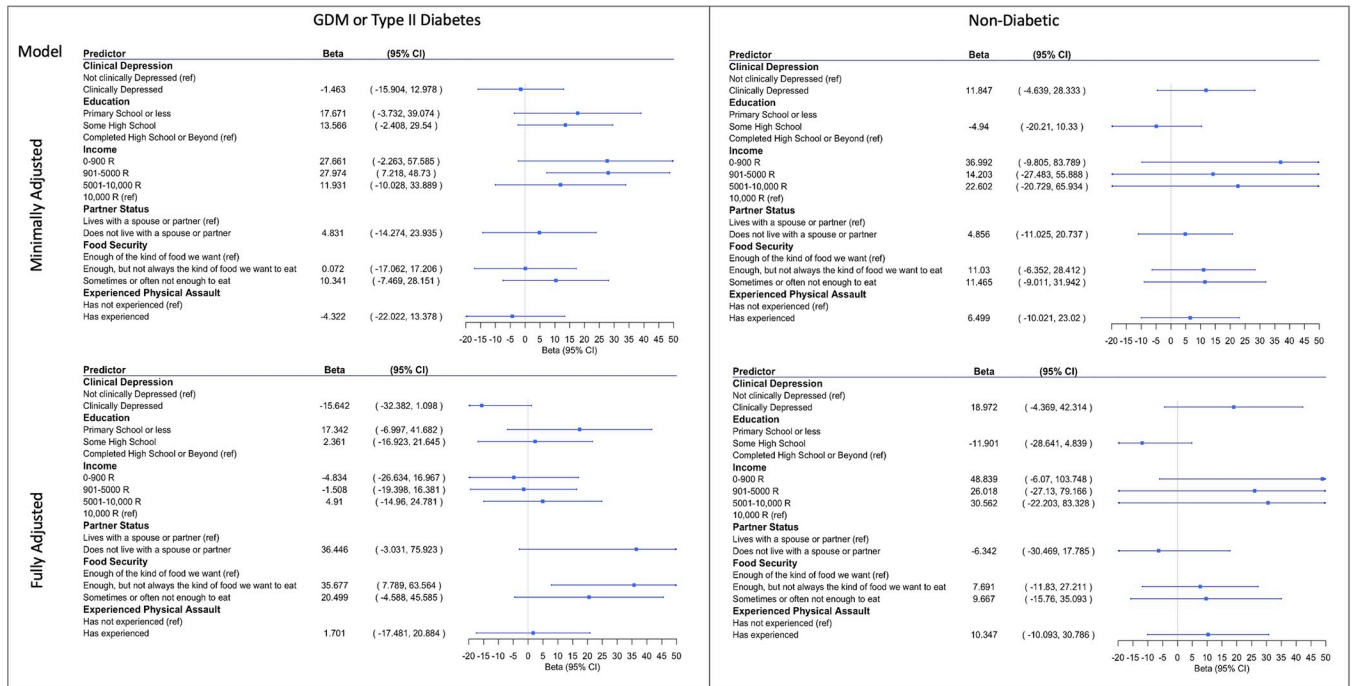 GDM or Type II Diabetes
Model
Minimally Adjusted
Predictor Beta (95% CI)
Clinical Depression
Not clinically Depressed (ref)
Clinically Depressed -1.463 ( -15.904, 12.978 )
Education
Primary School or less 17.671 ( -3.732, 39.074 )
Some High School 13.566 ( -2.408, 29.54 )
Completed High School or Beyond (ref)
Income
0-900 R 27.661 ( -2.263, 57.585 )
901-5000 R 27.974 ( 7.218, 48.73 )
5001-10,000 R 11.931 ( -10.028, 33.889 )
10,000 R (ref)
Partner Status
Lives with a spouse or partner (ref)
Does not live with a spouse or partner 4.831 ( -14.274, 23.935 )
Food Security
Enough of the kind of food we want (ref)
Enough, but not always the kind of food we want to eat 0.072 ( -17.062, 17.206 )
Sometimes or often not enough to eat 10.341 ( -7.469, 28.151 )
Experienced Physical Assault
Has not experienced (ref)
Has experienced -4.322 ( -22.022, 13.378 )
-20 -15 -10 -5 0 5 10 15 20 25 30 35 40 45 50
Beta (95% CI)
Fully Adjusted
Predictor Beta (95% CI)
Clinical Depression
Not clinically Depressed (ref)
Clinically Depressed -15.642 ( -32.382, 1.098 )
Education
Primary School or less 17.342 ( -6.997, 41.682 )
Some High School 2.361 ( -16.923, 21.645 )
Completed High School or Beyond (ref)
Income
0-900 R -4.834 ( -26.634, 16.967 )
901-5000 R -1.508 ( -19.398, 16.381 )
5001-10,000 R 4.91 ( -14.96, 24.781 )
10,000 R (ref)
Partner Status
Lives with a spouse or partner (ref)
Does not live with a spouse or partner 36.446 ( -3.031, 75.923 )
Food Security
Enough of the kind of food we want (ref)
Enough, but not always the kind of food we want to eat 35.677 ( 7.789, 63.564 )
Sometimes or often not enough to eat 20.499 ( -4.588, 45.585 )
Experienced Physical Assault
Has not experienced (ref)
Has experienced 1.701 ( -17.481, 20.884 )
-20 -15 -10 -5 0 5 10 15 20 25 30 35 40 45 50
Beta (95% CI)
Non-Diabetic
Predictor Beta (95% CI)
Clinical Depression
Not clinically Depressed (ref)
Clinically Depressed 11.847 ( -4.639, 28.333 )
Education
Primary School or less
Some High School -4.94 ( -20.21, 10.33 )
Completed High School or Beyond (ref)
Income
0-900 R 36.992 ( -9.805, 83.789 )
901-5000 R 14.203 ( -27.483, 55.888 )
5001-10,000 R 22.602 ( -20.729, 65.934 )
10,000 R (ref)
Partner Status
Lives with a spouse or partner (ref)
Does not live with a spouse or partner 4.856 ( -11.025, 20.737 )
Food Security
Enough of the kind of food we want (ref)
Enough, but not always the kind of food we want to eat 11.03 ( -6.352, 28.412 )
Sometimes or often not enough to eat 11.465 ( -9.011, 31.942 )
Experienced Physical Assault
Has not experienced (ref)
Has experienced 6.499 ( -10.021, 23.02 )
-20 -15 -10 -5 0 5 10 15 20 25 30 35 40 45 50
Beta (95% CI)
Predictor Beta (95% CI)
Clinical Depression
Not clinically Depressed (ref)
Clinically Depressed 18.972 ( -4.369, 42.314 )
Education
Primary School or less
Some High School -11.901 ( -28.641, 4.839 )
Completed High School or Beyond (ref)
Income
0-900 R 48.839 ( -6.07, 103.748 )
901-5000 R 26.018 ( -27.13, 79.166 )
5001-10,000 R 30.562 ( -22.203, 83.328 )
10,000 R (ref)
Partner Status
Lives with a spouse or partner (ref)
Does not live with a spouse or partner -6.342 ( -30.469, 17.785 )
Food Security
Enough of the kind of food we want (ref)
Enough, but not always the kind of food we want to eat 7.691 ( -11.83, 27.211 )
Sometimes or often not enough to eat 9.667 ( -15.76, 35.093 )
Experienced Physical Assault
Has not experienced (ref)
Has experienced 10.347 ( -10.093, 30.786 )
-20 -15 -10 -5 0 5 10 15 20 25 30 35 40 45 50
Beta (95% CI)